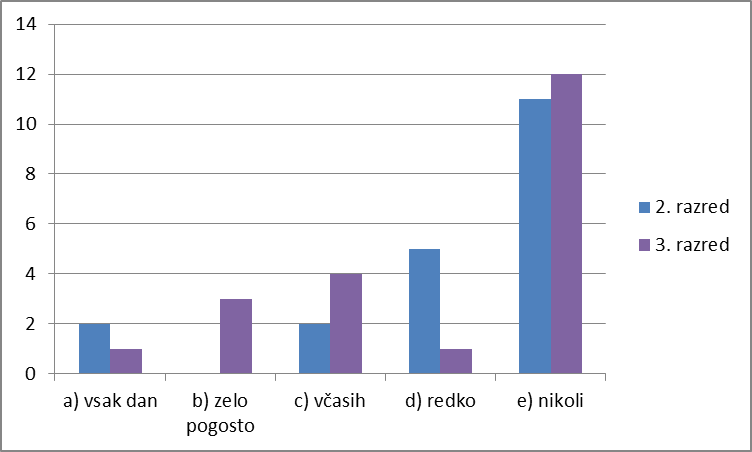 14
12
10
8
6
4
2
0
a) vsak dan
b) zelo
pogosto
c) včasih
d) redko
e) nikoli
2. razred
3. razred